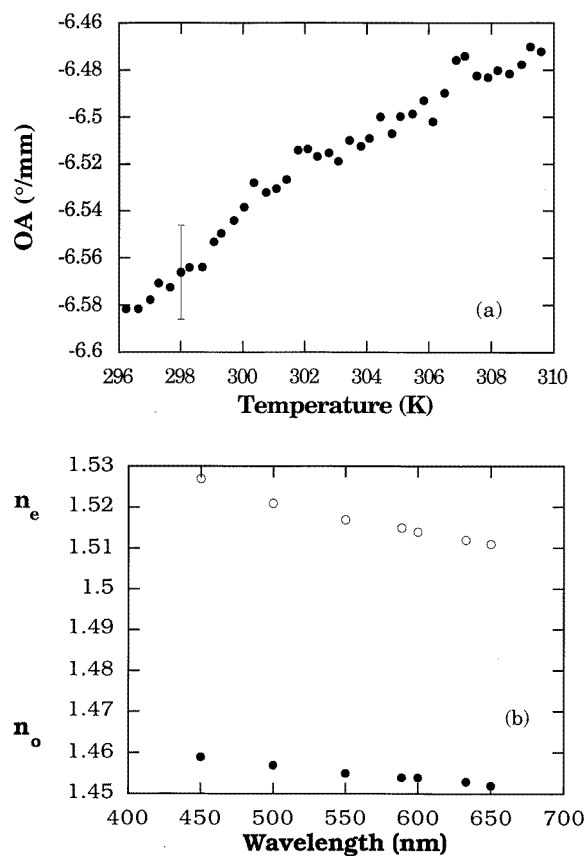 -6.46
-6.48
-6.5
-6.52
-6.54
-6.56
-6.58
-6.6
OA (°/mm)
(a)
296 298 300 302 304 306 308 310
Temperature (K)
1.53
1.52
1.51
1.5
1.49
1.48
1.47
1.46
1.45
n_e
n_o
(b)
400 450 500 550 600 650 700
Wavelength (nm)